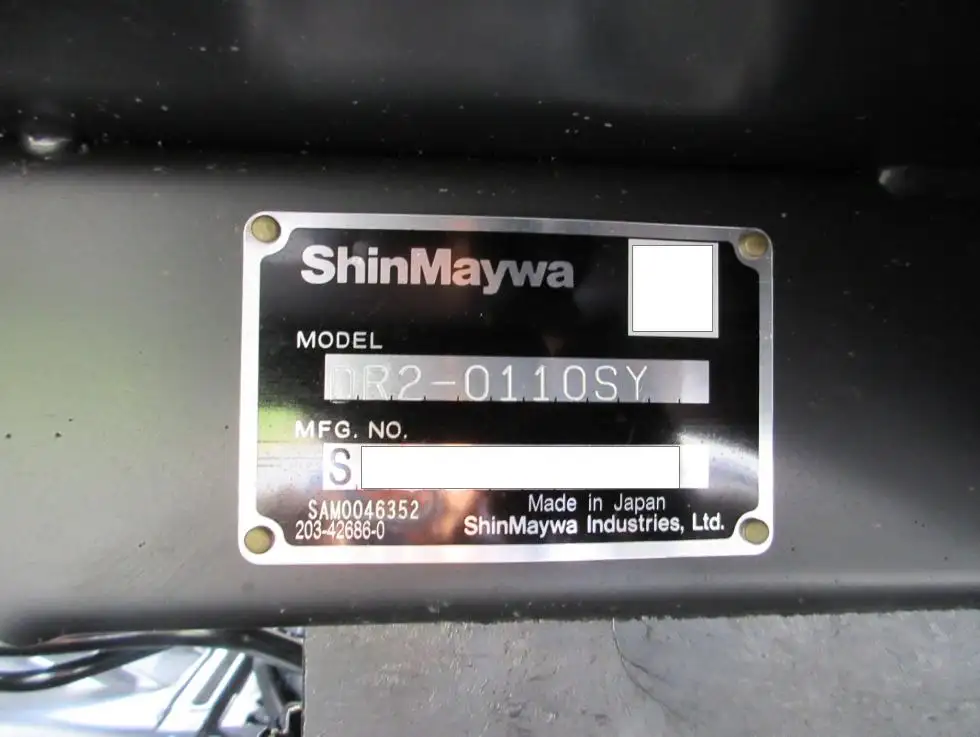 ShinMaywa
MODEL
DR2-0110SY
MFG. NO.
S
SAM0046352
203-42686-0
Made in Japan
ShinMaywa Industries, Ltd.